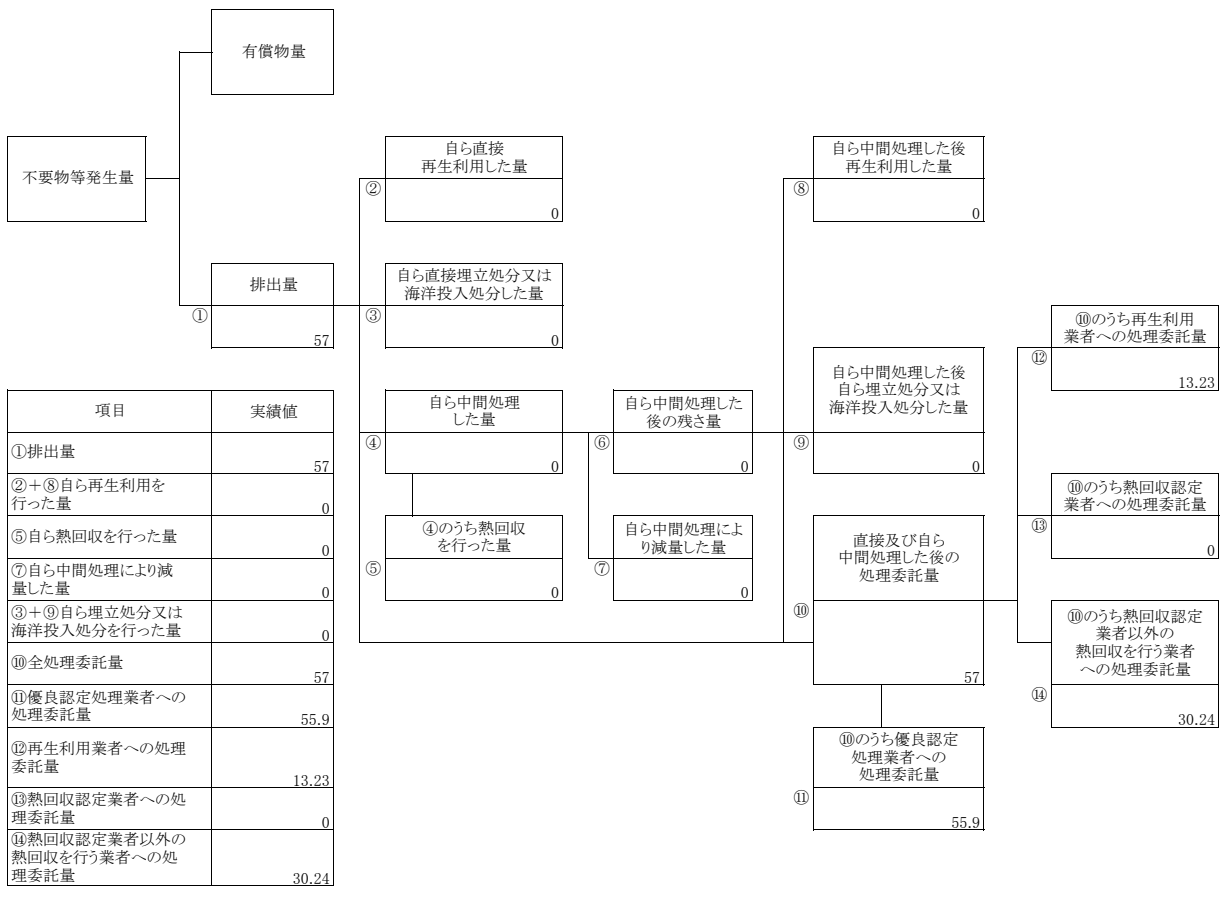 有償物量
不要物等発生量
自ら直接
再生利用した量
②
0
自ら中間処理した後
再生利用した量
⑧
0
排出量
①
57
自ら直接埋立処分又は
海洋投入処分した量
③
0
⑩のうち再生利用
業者への処理委託量
⑫
13.23
自ら中間処理
した量
④
0
自ら中間処理した
後の残さ量
⑥
0
自ら中間処理した後
自ら埋立処分又は
海洋投入処分した量
⑨
0
⑩のうち熱回収認定
業者への処理委託量
⑬
0
④のうち熱回収
を行った量
⑤
0
自ら中間処理によ
り減量した量
⑦
0
直接及び自ら
中間処理した後の
処理委託量
⑩
57
⑩のうち熱回収認定
業者以外の
熱回収を行う業者
への処理委託量
⑭
30.24
⑩のうち優良認定
処理業者への
処理委託量
⑪
55.9
項目 実績値
①排出量
57
②＋⑧自ら再生利用を
行った量
0
⑤自ら熱回収を行った量
0
⑦自ら中間処理により減
量した量
0
③＋⑨自ら埋立処分又は
海洋投入処分を行った量
0
⑩全処理委託量
57
⑪優良認定処理業者への
処理委託量
55.9
⑫再生利用業者への処理
委託量
13.23
⑬熱回収認定業者への処
理委託量
0
⑭熱回収認定業者以外の
熱回収を行う業者への処
理委託量
30.24